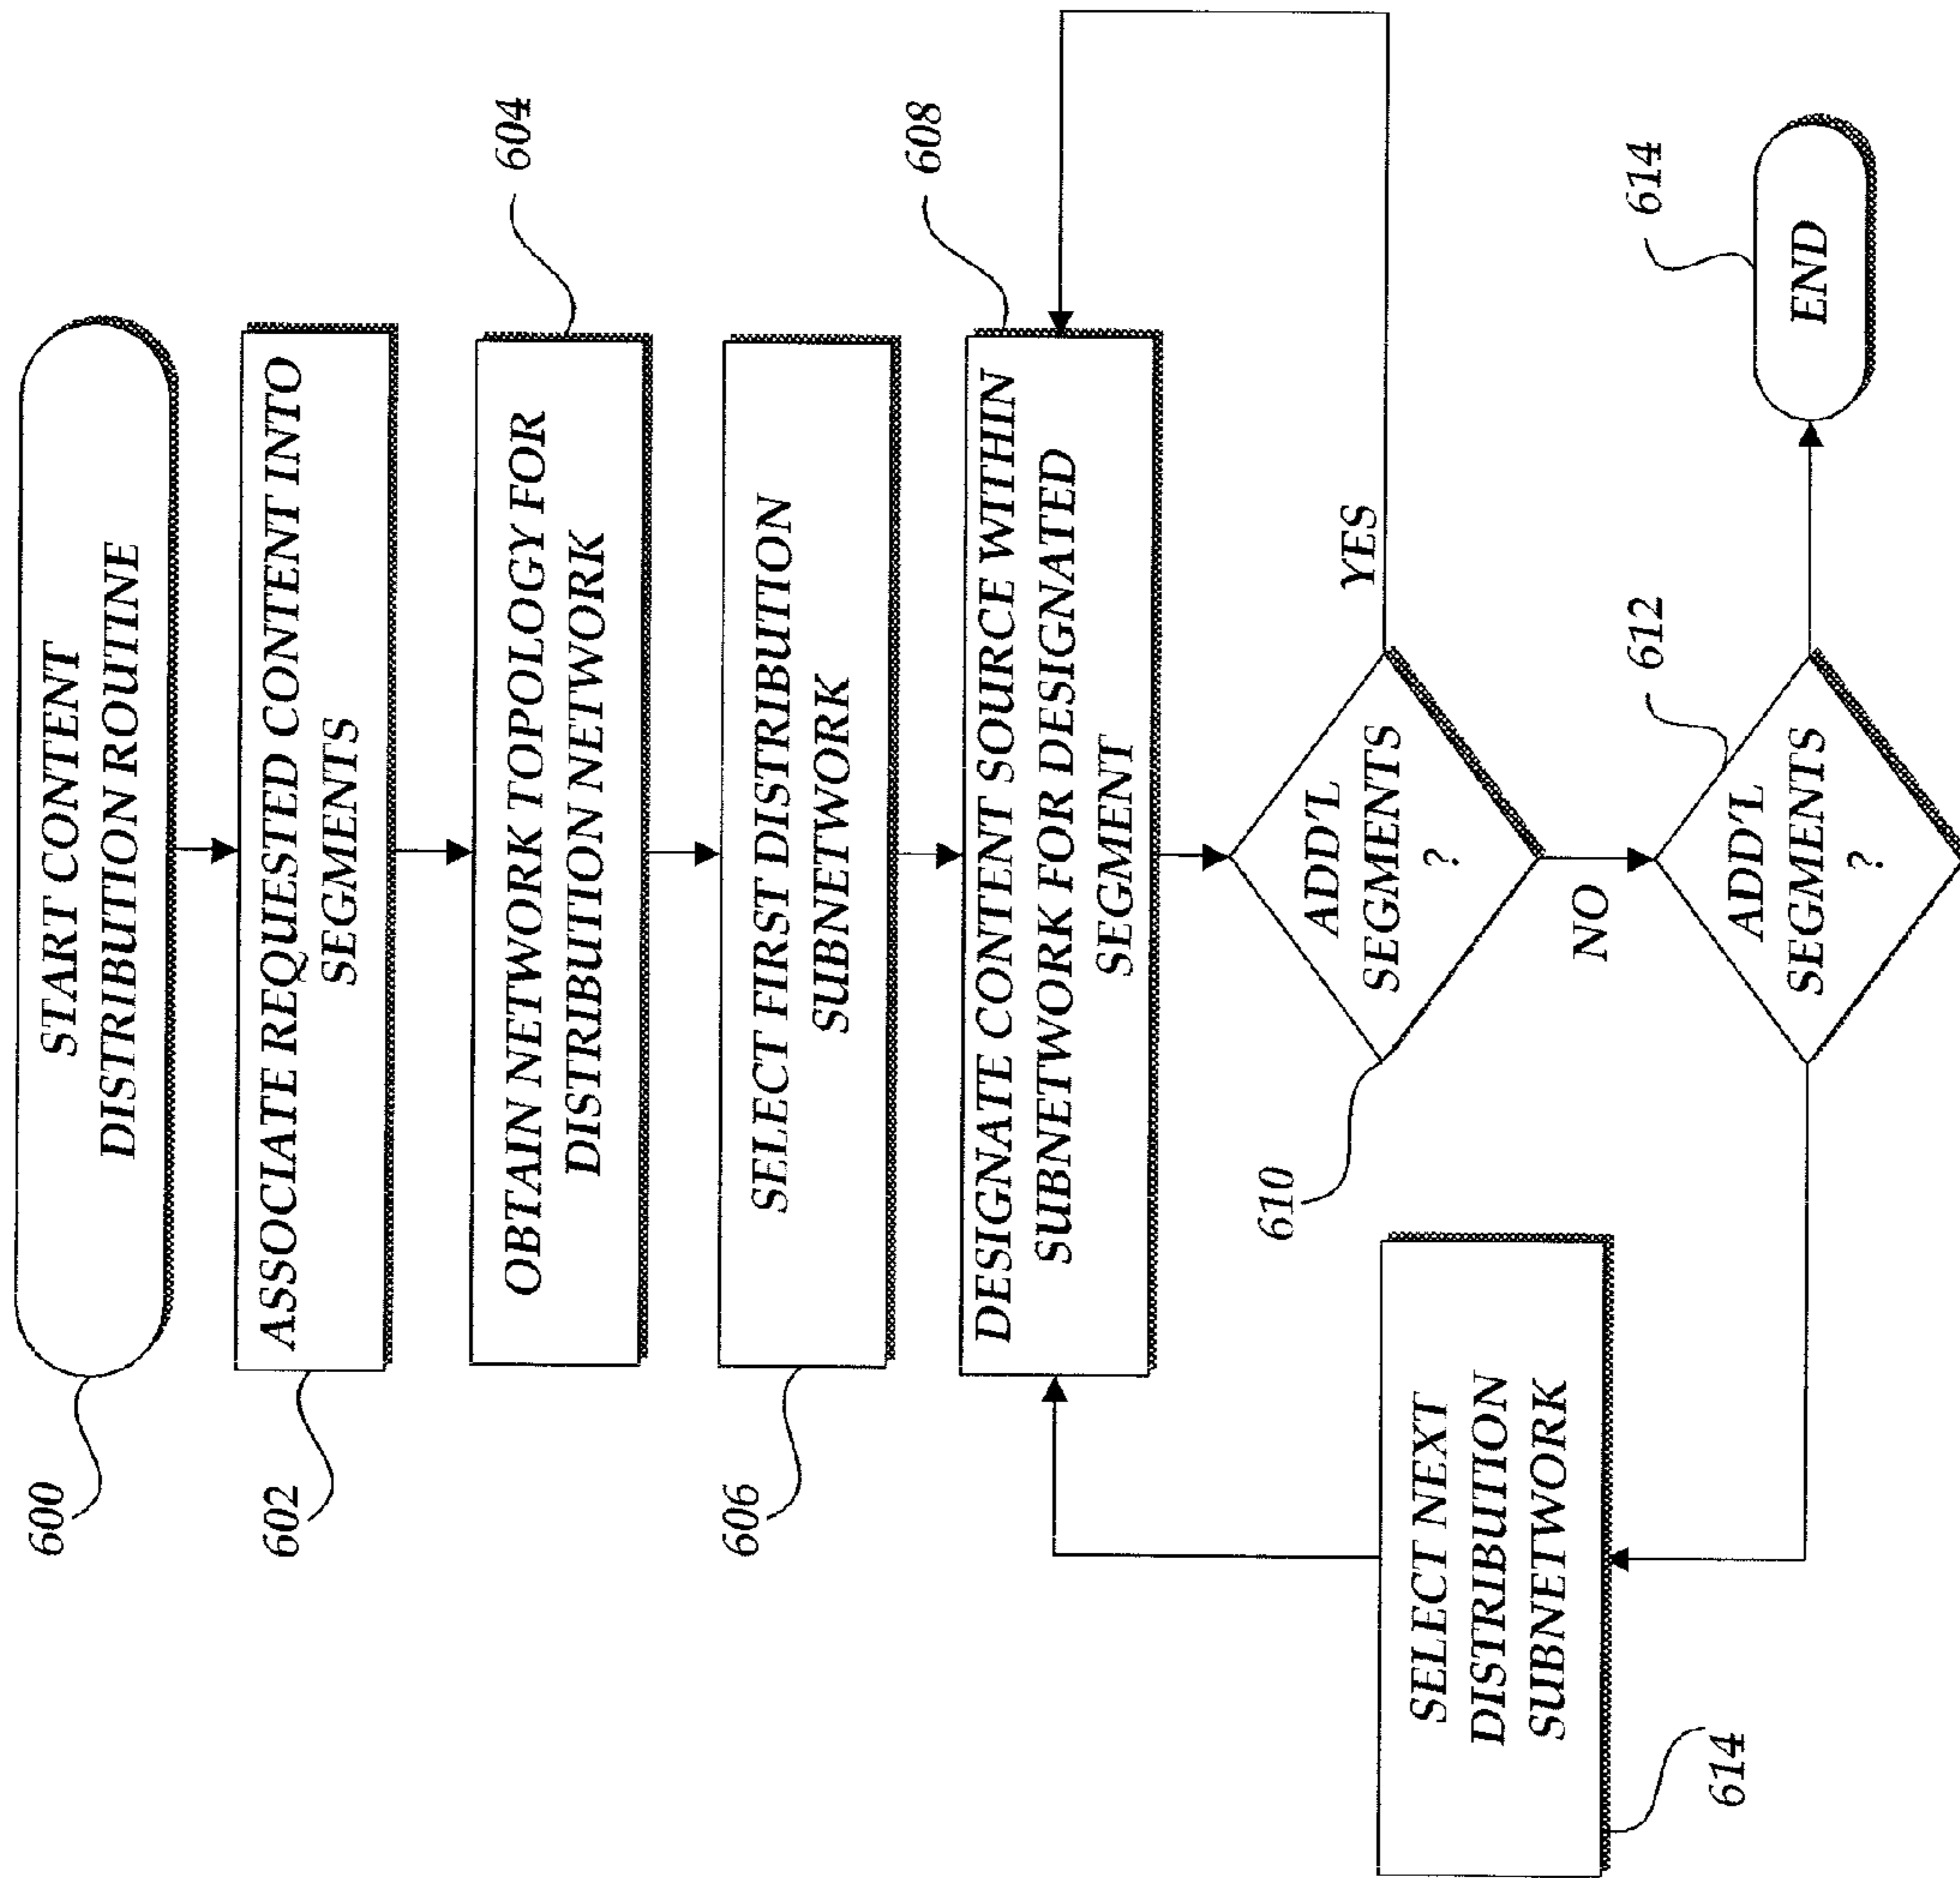 600
START CONTENT
DISTRIBUTION ROUTINE
602
ASSOCIATE REQUESTED CONTENT INTO
SEGMENTS
OBTAIN NETWORK TOPOLOGY FOR
DISTRIBUTION NETWORK
604
606
SELECT FIRST DISTRIBUTION
SUBNETWORK
DESIGNATE CONTENT SOURCE WITHIN
SUBNETWORK FOR DESIGNATED
SEGMENT
608
610
ADD'L
SEGMENTS
?
YES
NO
SELECT NEXT
DISTRIBUTION
SUBNETWORK
614
612
ADD'L
SEGMENTS
?
END
614